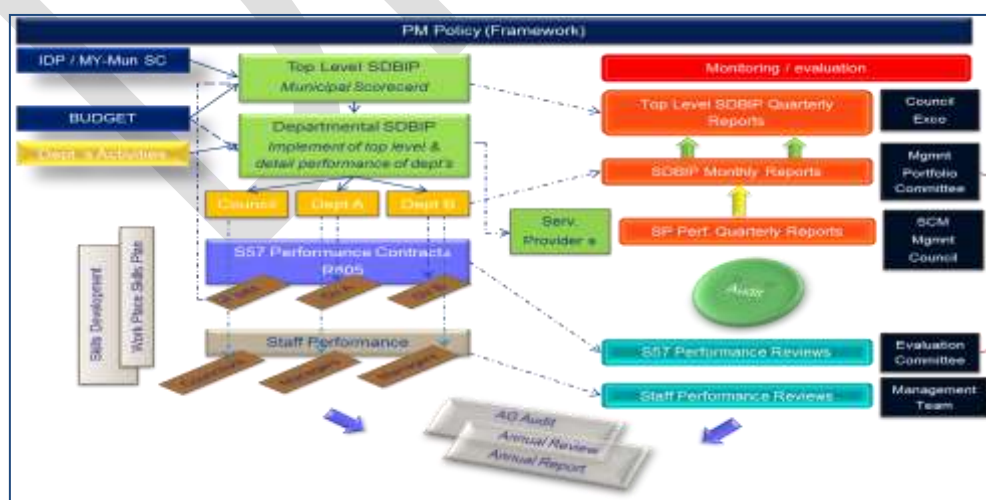 PM Policy (Framework)
IDP / MY-Mun SC
BUDGET
Dept s Activities
Top Level SDBIP
Municipal Scorecard
Departmental SDBIP
Implement of top level &
detail performance of dept's
Council
Dept A
Dept B
Serv.
Provider s
S57 Performance Contracts
R805
Staff Performance
Skills Development
Work Place Skills Plan
Monitoring / evaluation
Top Level SDBIP Quarterly
Reports
Council
Exco
SDBIP Monthly Reports
Mgmnt
Portfolio
Committee
SP Perf. Quarterly Reports
SCM
Mgmnt
Council
Audit
S57 Performance Reviews
Evaluation
Committee
Staff Performance Reviews
Management
Team
AG Audit
Annual Review
Annual Report